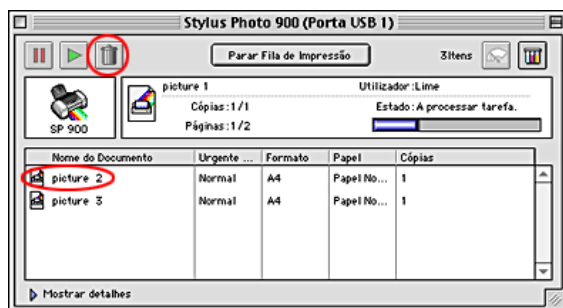 Stylus Photo 900 (Porta USB 1)
Parar Fila de Impressão
3Itens
SP 900
picture 1
Utilizador :Lime
Cópias:1/1
Estado:A processar tarefa.
Páginas:1/2
Nome do Documento Urgente ... Formato Papel Cópias
picture 2 Normal A4 Papel No... 1
picture 3 Normal A4 Papel No... 1
Mostrar detalhes